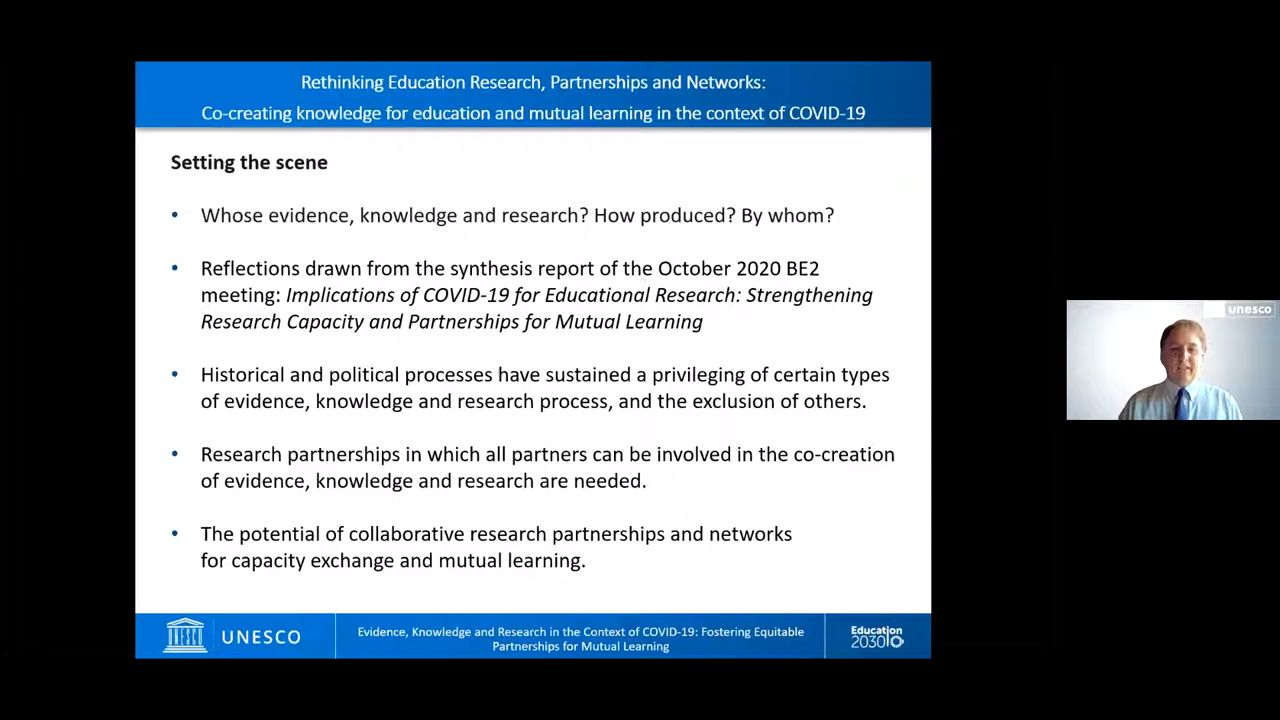 Rethinking Education Research, Partnerships and Networks:
Co-creating knowledge for education and mutual learning in the context of COVID-19
Setting the scene
• Whose evidence, knowledge and research? How produced? By whom?
• Reflections drawn from the synthesis report of the October 2020 BE2
meeting: Implications of COVID-19 for Educational Research: Strengthening
Research Capacity and Partnerships for Mutual Learning
• Historical and political processes have sustained a privileging of certain types
of evidence, knowledge and research process, and the exclusion of others.
• Research partnerships in which all partners can be involved in the co-creation
of evidence, knowledge and research are needed.
• The potential of collaborative research partnerships and networks
for capacity exchange and mutual learning.
unesco
UNESCO
UNESCO
Evidence, Knowledge and Research in the Context of COVID-19: Fostering Equitable
Partnerships for Mutual Learning
Education
2030